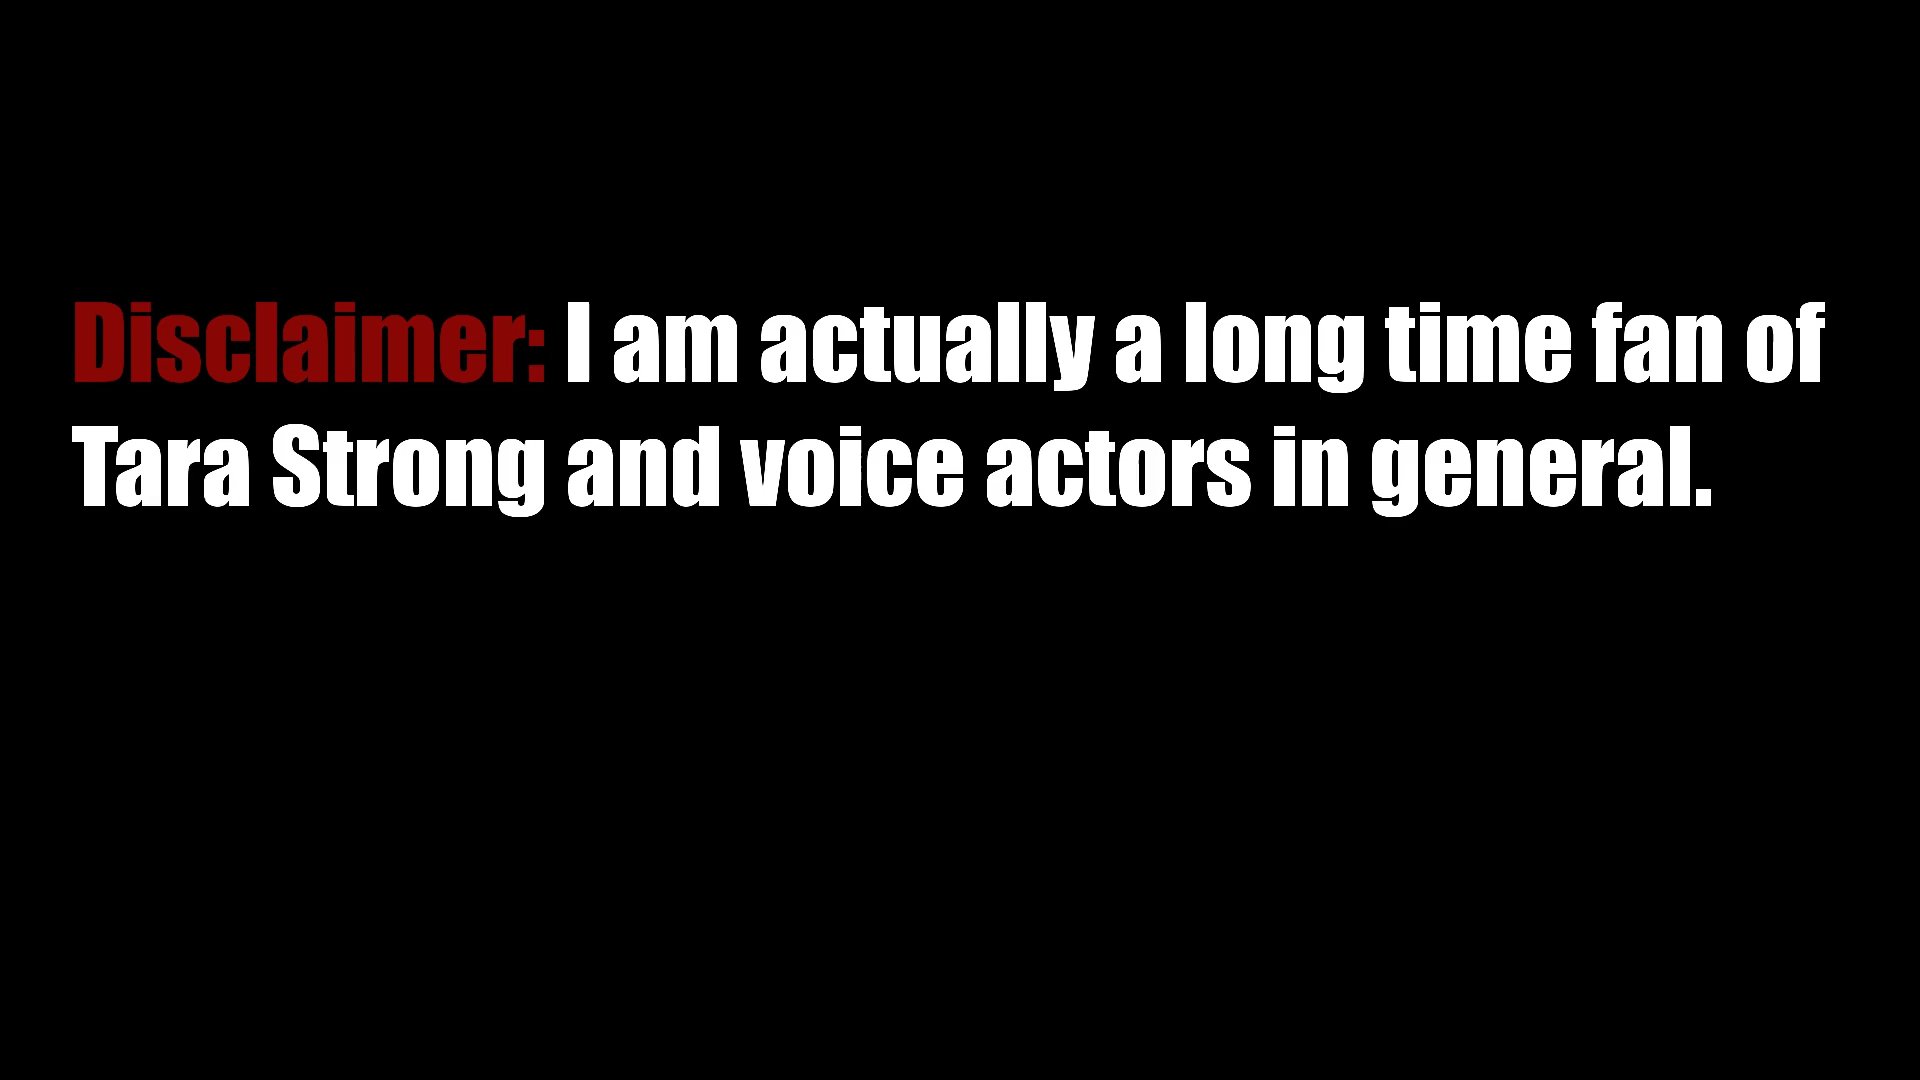 Disclaimer: I am actually a long time fan of
Tara Strong and voice actors in general.